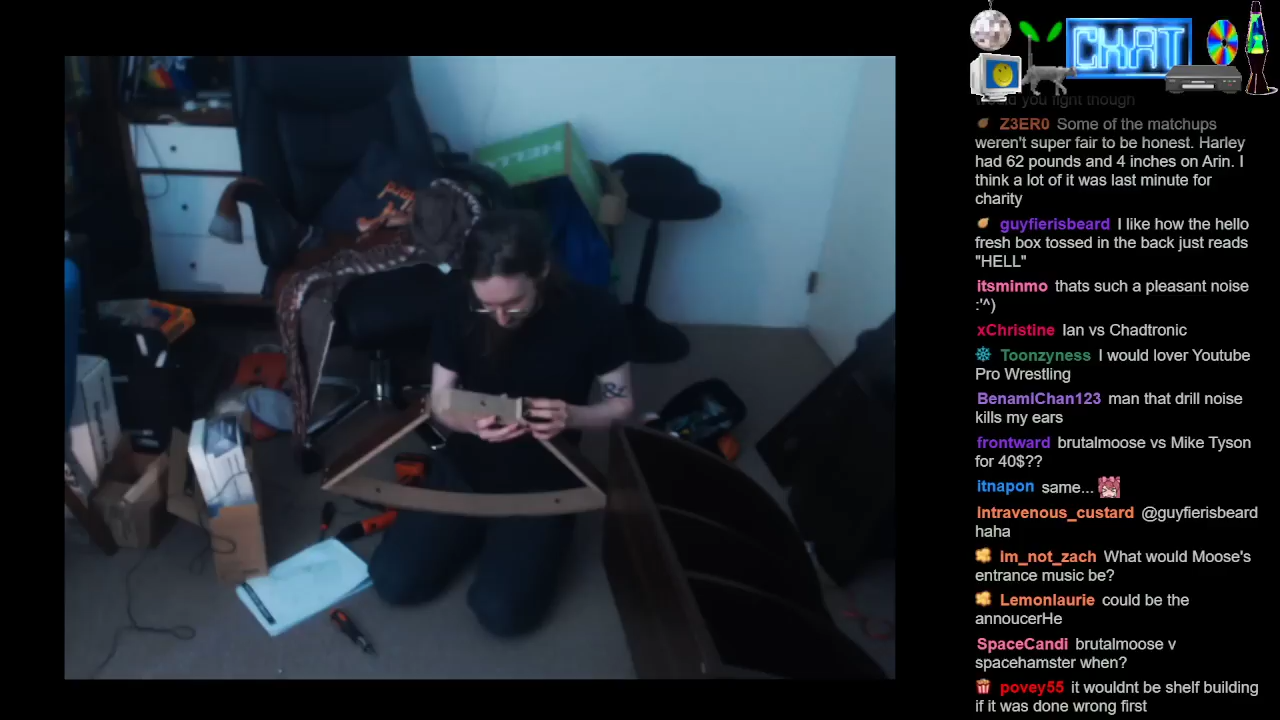 CHAT
would you fight though
Z3ER0 Some of the matchups
weren't super fair to be honest. Harley
had 62 pounds and 4 inches on Arin. I
think a lot of it was last minute for
charity
guyfierisbeard I like how the hello
fresh box tossed in the back just reads
"HELL"
itsminmo thats such a pleasant noise
:'^)
xChristine Ian vs Chadtronic
Toonzyness I would lover Youtube
Pro Wrestling
BenamiChan123 man that drill noise
kills my ears
frontward brutalmoose vs Mike Tyson
for 40$??
itnapon same...
intravenous_custard @guyfierisbeard
haha
im_not_zach What would Moose's
entrance music be?
Lemonlaurie could be the
annoucerHe
SpaceCandi brutalmoose v
spacehamster when?
povey55 it wouldnt be shelf building
if it was done wrong first
HELL